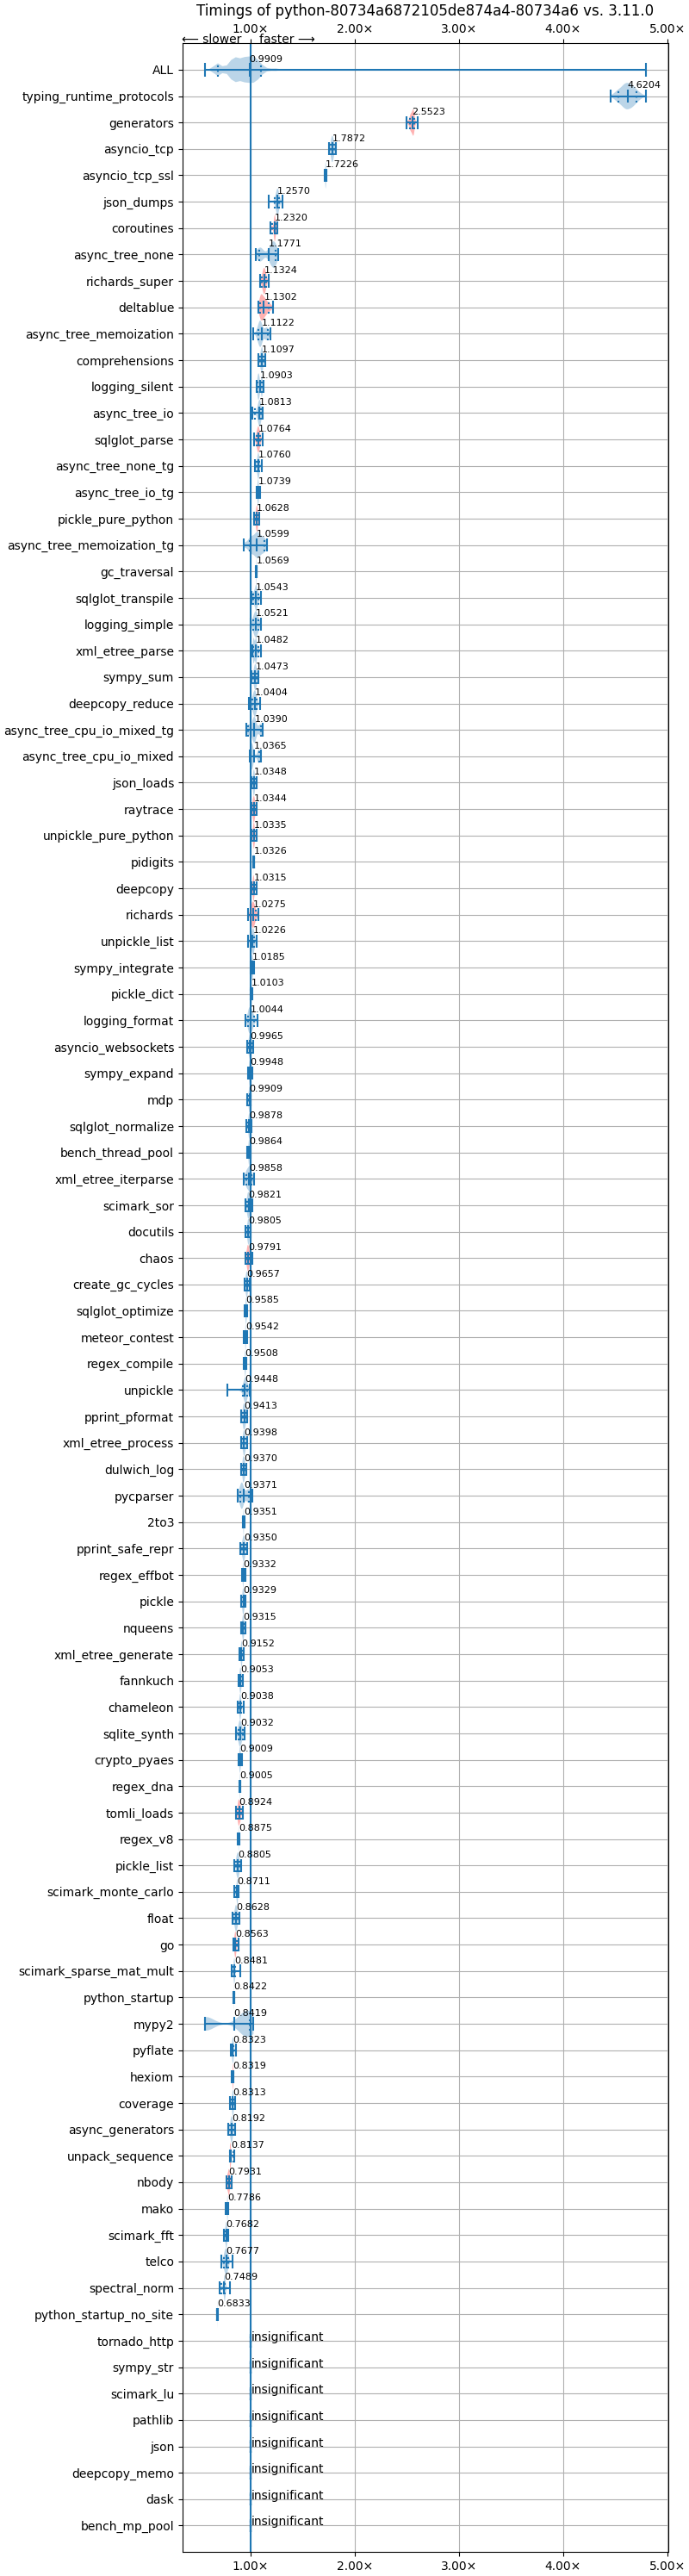 Timings of python-80734a6872105de874a4-80734a6 vs. 3.11.0
1.00× 2.00× 3.00× 4.00× 5.00×
⟵ slower faster ⟶
ALL 0.9909
typing_runtime_protocols 4.6204
generators 2.5523
asyncio_tcp 1.7872
asyncio_tcp_ssl 1.7226
json_dumps 1.2570
coroutines 1.2320
async_tree_none 1.1771
richards_super 1.1324
deltablue 1.1302
async_tree_memoization 1.1122
comprehensions 1.1097
logging_silent 1.0903
async_tree_io 1.0813
sqlglot_parse 1.0764
async_tree_none_tg 1.0760
async_tree_io_tg 1.0739
pickle_pure_python 1.0628
async_tree_memoization_tg 1.0599
gc_traversal 1.0569
sqlglot_transpile 1.0543
logging_simple 1.0521
xml_etree_parse 1.0482
sympy_sum 1.0473
deepcopy_reduce 1.0404
async_tree_cpu_io_mixed_tg 1.0390
async_tree_cpu_io_mixed 1.0365
json_loads 1.0348
raytrace 1.0344
unpickle_pure_python 1.0335
pidigits 1.0326
deepcopy 1.0315
richards 1.0275
unpickle_list 1.0226
sympy_integrate 1.0185
pickle_dict 1.0103
logging_format 1.0044
asyncio_websockets 0.9965
sympy_expand 0.9948
mdp 0.9909
sqlglot_normalize 0.9878
bench_thread_pool 0.9864
xml_etree_iterparse 0.9858
scimark_sor 0.9821
docutils 0.9805
chaos 0.9791
create_gc_cycles 0.9657
sqlglot_optimize 0.9585
meteor_contest 0.9542
regex_compile 0.9508
unpickle 0.9448
pprint_pformat 0.9413
xml_etree_process 0.9398
dulwich_log 0.9370
pycparser 0.9371
2to3 0.9351
pprint_safe_repr 0.9350
regex_effbot 0.9332
pickle 0.9329
nqueens 0.9315
xml_etree_generate 0.9152
fannkuch 0.9053
chameleon 0.9038
sqlite_synth 0.9032
crypto_pyaes 0.9009
regex_dna 0.9005
tomli_loads 0.8924
regex_v8 0.8875
pickle_list 0.8805
scimark_monte_carlo 0.8711
float 0.8628
go 0.8563
scimark_sparse_mat_mult 0.8481
python_startup 0.8422
mypy2 0.8419
pyflate 0.8323
hexiom 0.8319
coverage 0.8313
async_generators 0.8192
unpack_sequence 0.8137
nbody 0.7931
mako 0.7786
scimark_fft 0.7682
telco 0.7677
spectral_norm 0.7489
python_startup_no_site 0.6833
tornado_http insignificant
sympy_str insignificant
scimark_lu insignificant
pathlib insignificant
json insignificant
deepcopy_memo insignificant
dask insignificant
bench_mp_pool insignificant
1.00× 2.00× 3.00× 4.00× 5.00×